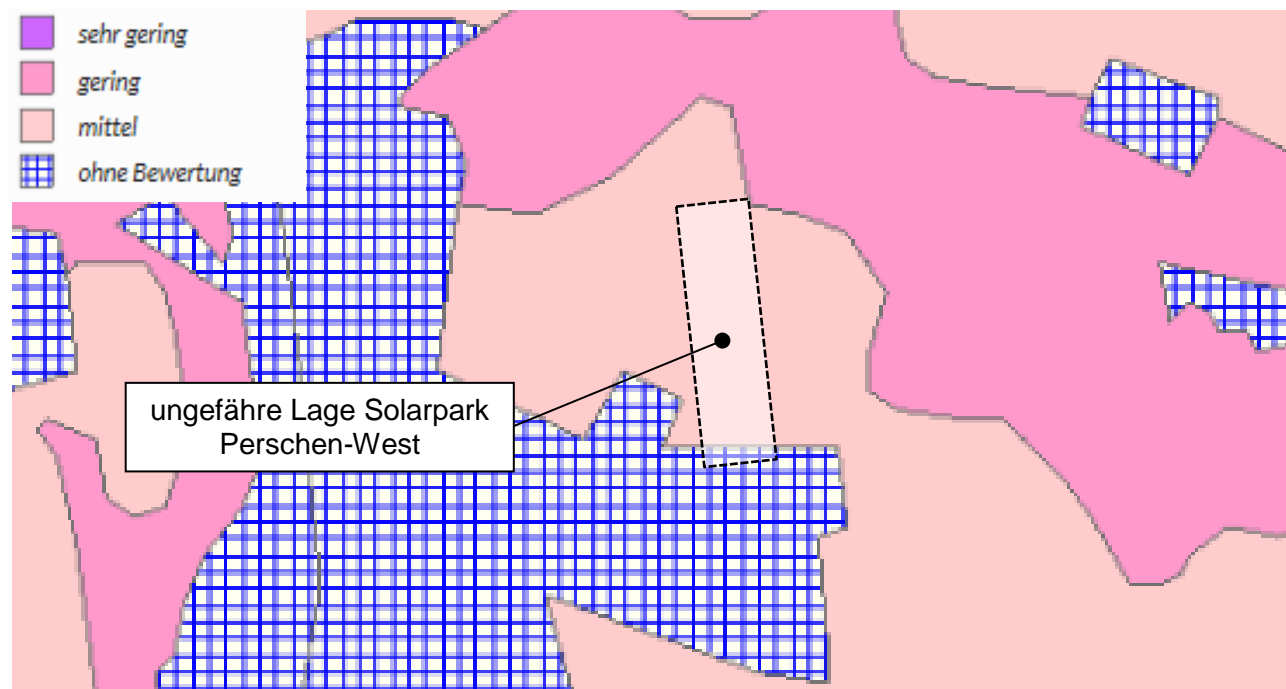 sehr gering
gering
mittel
ohne Bewertung
ungefähre Lage Solarpark
Perschen-West